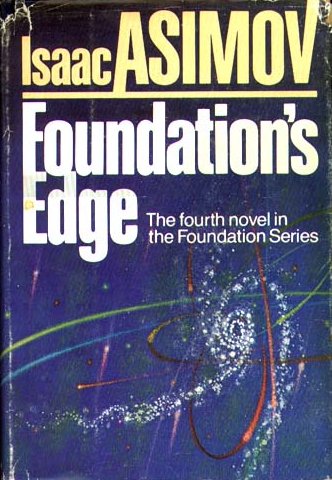 Isaac ASIMOV
Foundation's
Edge
The fourth novel in
the Foundation Series